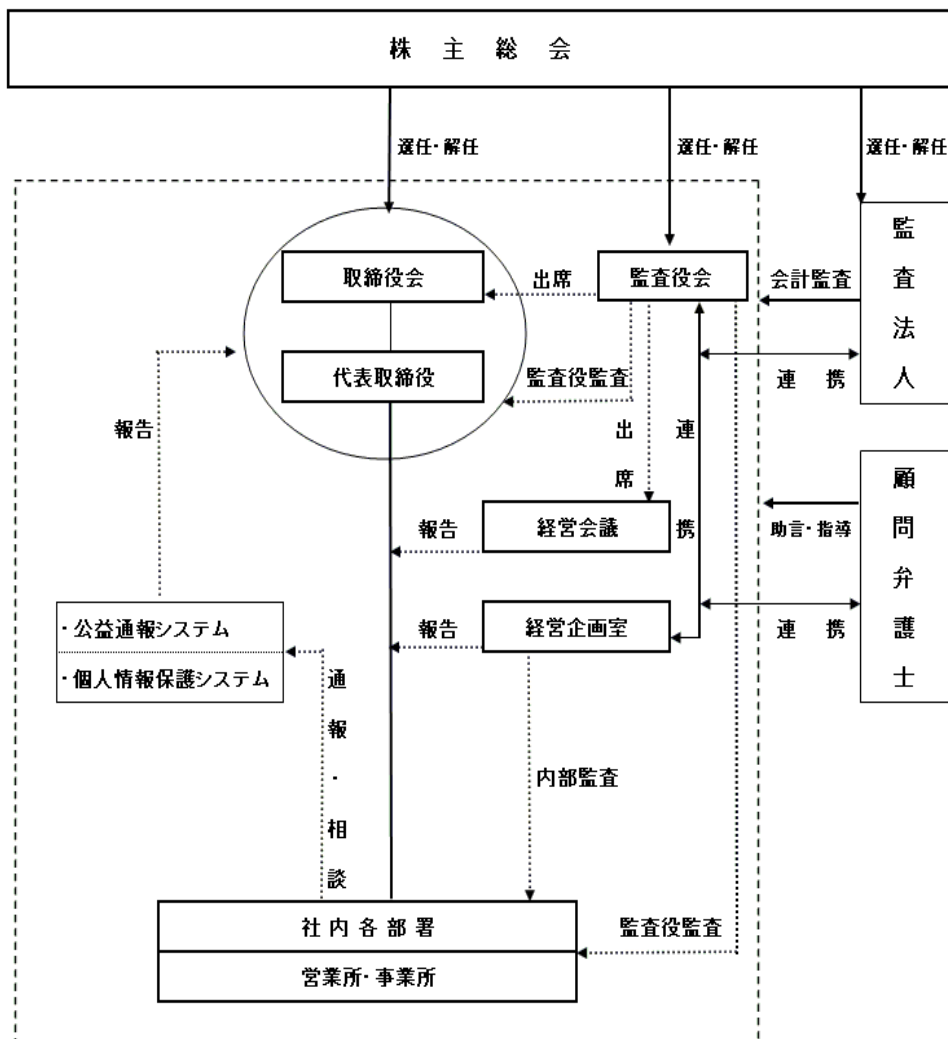 株主総会
選任・解任
選任・解任
選任・解任
取締役会
出席
監査役会
会計監査
監査法人
代表取締役
監査役監査
連携
報告
出席
連携
報告
経営会議
助言・指導
顧問弁護士
報告
経営企画室
連携
・公益通報システム
・個人情報保護システム
通報・相談
内部監査
社内各部署
監査役監査
営業所・事業所